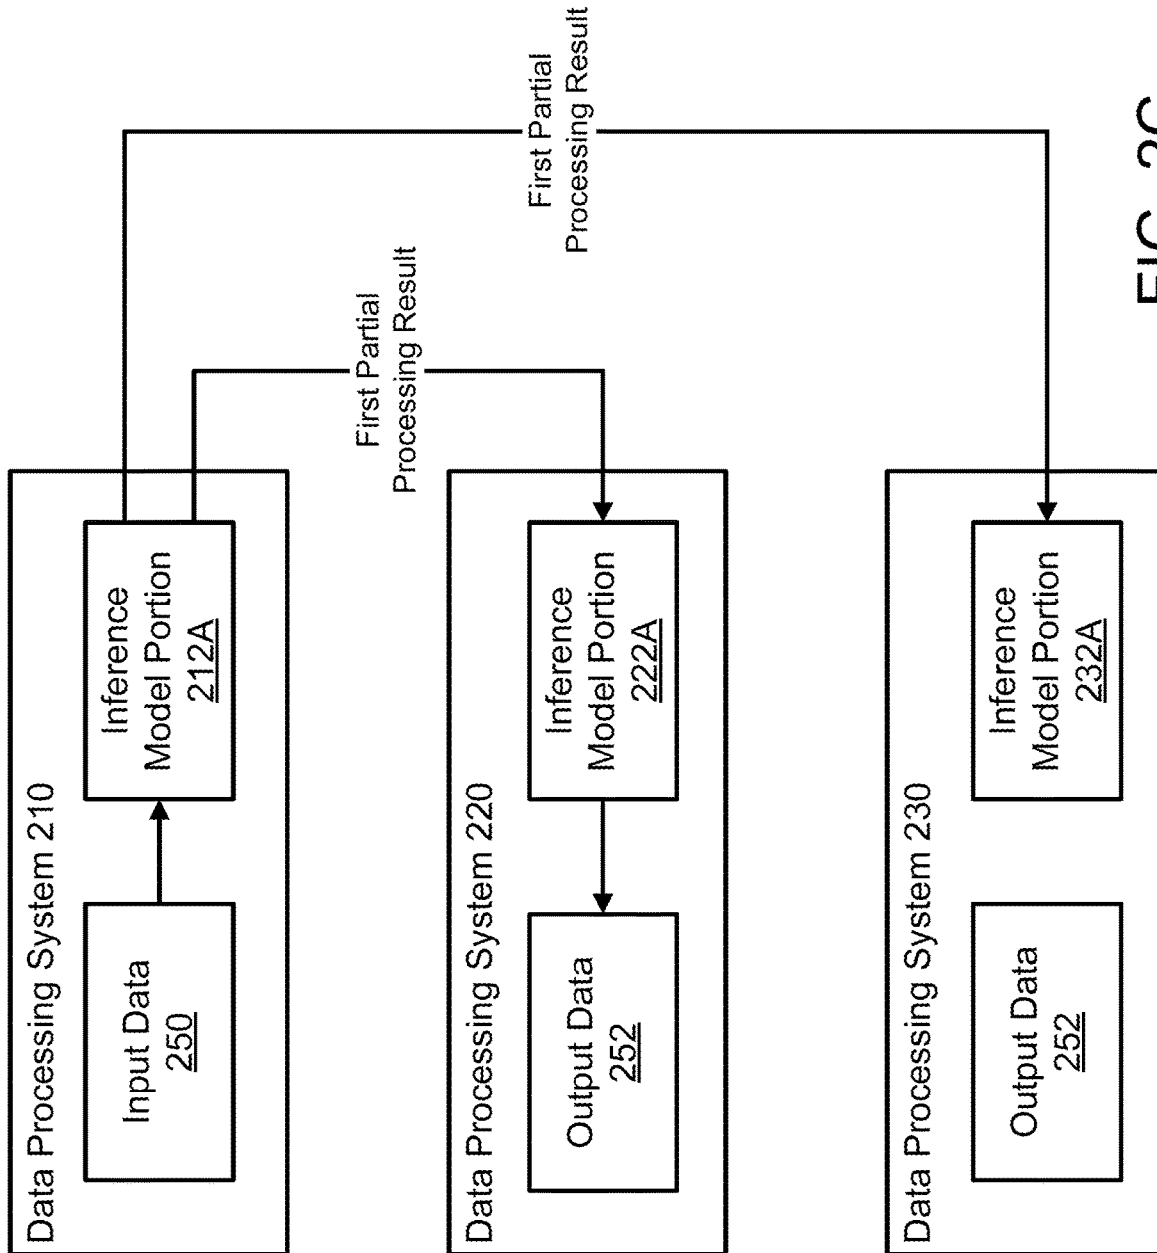 Data Processing System 210
Input Data
250
Inference
Model Portion
212A
First Partial
Processing Result
First Partial
Processing Result
Data Processing System 220
Output Data
252
Inference
Model Portion
222A
Data Processing System 230
Output Data
252
Inference
Model Portion
232A